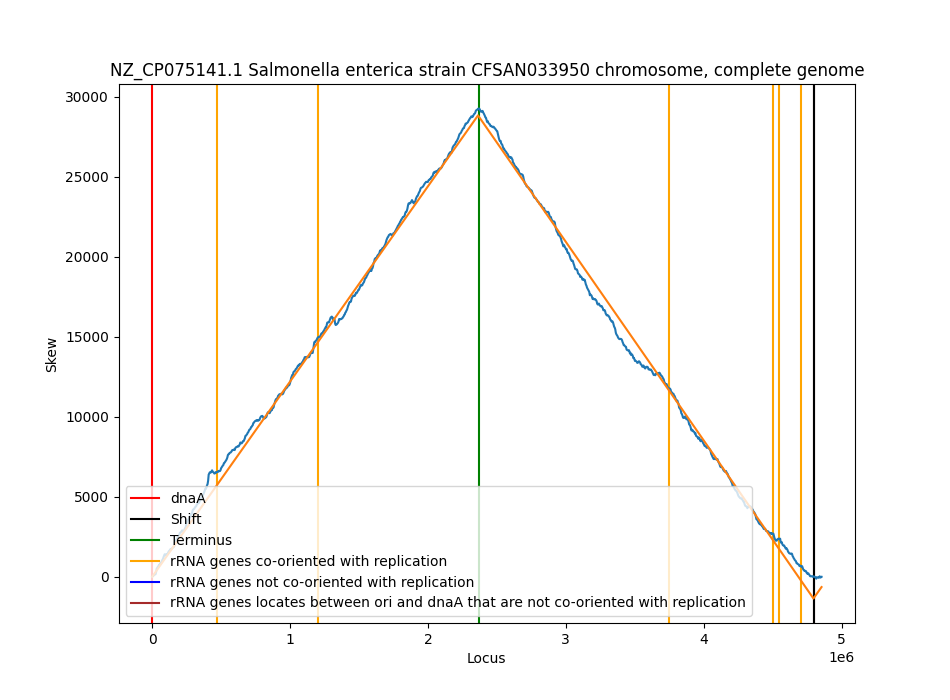 NZ_CP075141.1 Salmonella enterica strain CFSAN033950 chromosome, complete genome
30000
25000
20000
15000
10000
5000
0
Skew
dnaA
Shift
Terminus
rRNA genes co-oriented with replication
rRNA genes not co-oriented with replication
rRNA genes locates between ori and dnaA that are not co-oriented with replication
0 1 2 3 4 5
1e6
Locus